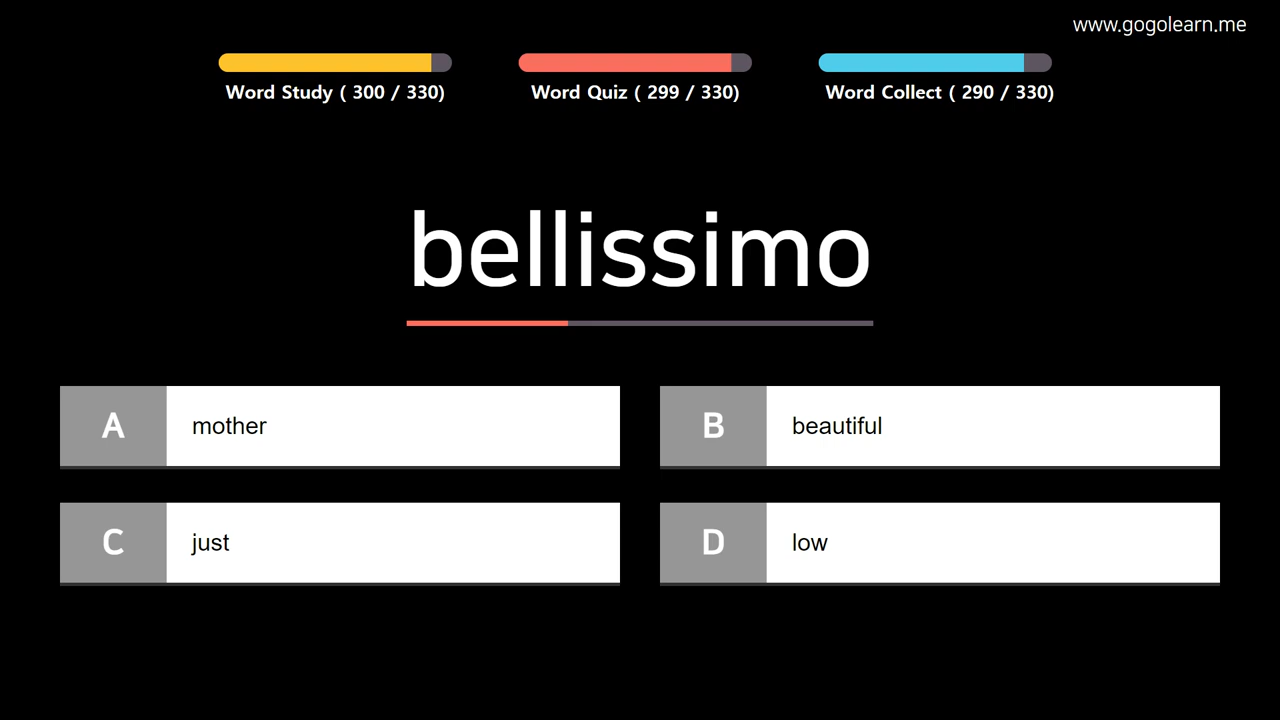 www.gogolearn.me
Word Study ( 300 / 330)
Word Quiz ( 299 / 330)
Word Collect ( 290 / 330)
bellissimo
A mother
B beautiful
C just
D low